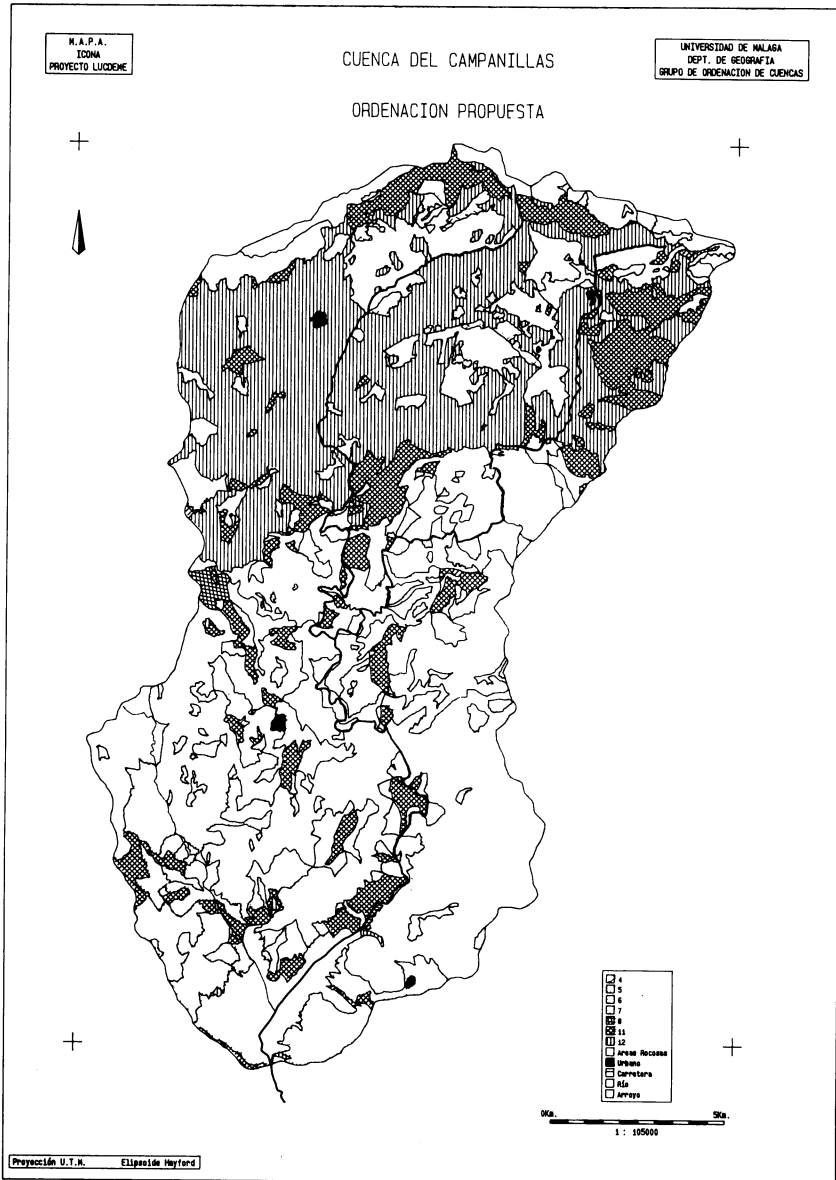 M.A.P.A.
ICONA
PROYECTO LUCDEME
CUENCA DEL CAMPANILLAS
ORDENACION PROPUESTA
UNIVERSIDAD DE MALAGA
DEPT. DE GEOGRAFIA
GRUPO DE ORDENACION DE CUENCAS
4
5
6
7
8
11
12
Areas Rocosas
Urbano
Carretera
Río
Arroyo
0Km.
5Km.
1 : 105000
Proyección U.T.M. Elipsoide Hayford